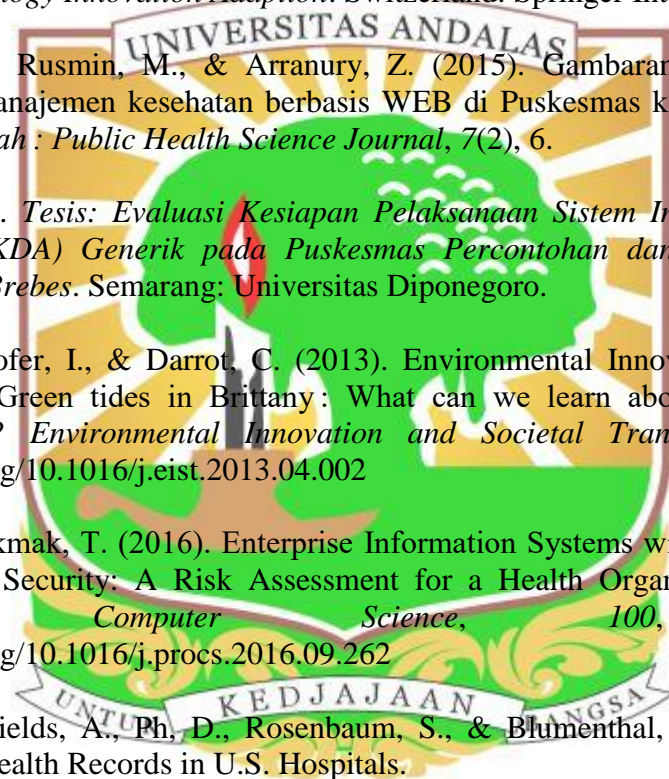 ology Innovation Adaption. Switzerland: Springer Int
UNIVERSITAS ANDALAS
Rusmin, M., & Arranury, Z. (2015). Gambaran
anajemen kesehatan berbasis WEB di Puskesmas k
ah : Public Health Science Journal, 7(2), 6.
. Tesis: Evaluasi Kesiapan Pelaksanaan Sistem In
KDA) Generik pada Puskesmas Percontohan dan
Brebes. Semarang: Universitas Diponegoro.
ofer, I., & Darrot, C. (2013). Environmental Innov
Green tides in Brittany : What can we learn abo
? Environmental Innovation and Societal Tran
g/10.1016/j.eist.2013.04.002
kmak, T. (2016). Enterprise Information Systems wi
Security: A Risk Assessment for a Health Organ
Computer Science, 100,
g/10.1016/j.procs.2016.09.262
UNTUK KEDJAJAAN BANGSA
ields, A., Ph, D., Rosenbaum, S., & Blumenthal,
ealth Records in U.S. Hospitals.